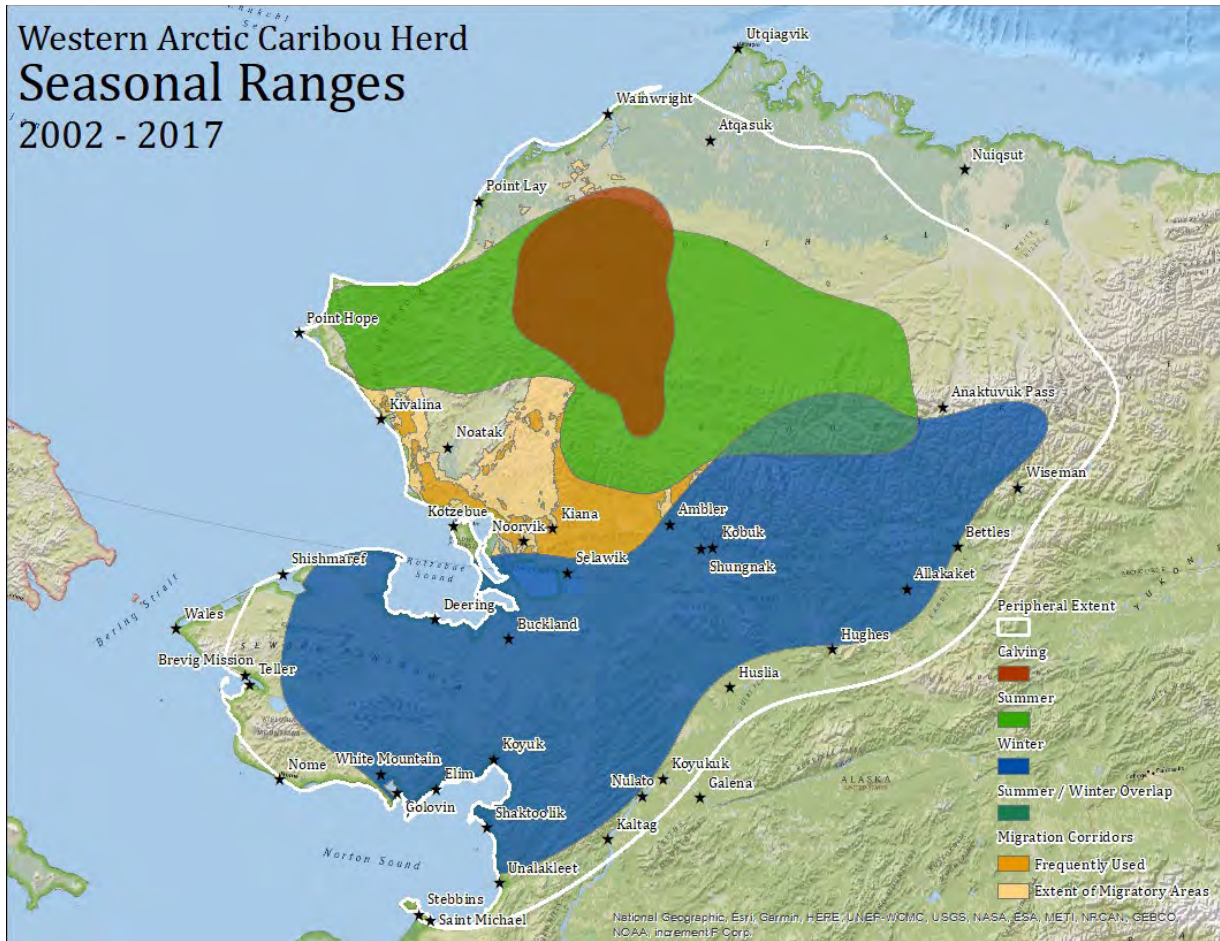 Western Arctic Caribou Herd
Seasonal Ranges
2002 - 2017
Utqiagvik
Wainwright
Atqasuk
Nuiqsut
Point Lay
Point Hope
Anaktuvuk Pass
Kivalina
Noatak
Wiseman
Kotzebue
Noorvik
Kiana
Ambler
Kobuk
Shungnak
Bettles
Selawik
Shishmaref
Kotzebue
Sound
Allakaket
Bering Strait
Wales
Deering
Buckland
Hughes
Brevig Mission
Teller
Huslia
White Mountain
Koyuk
Elim
Nome
Golovin
Nulato
Koyukuk
Galena
ALASKA
Shaktoolik
Kaltag
Norton Sound
Unalakleet
Stebbins
Saint Michael
Peripheral Extent
Calving
Summer
Winter
Summer / Winter Overlap
Migration Corridors
Frequently Used
Extent of Migratory Areas
National Geographic, Esri, Garmin, HERE, UNEP-WCMC, USGS, NASA, ESA, METI, NRCAN, GEBCO,
NOAA, increment P Corp.